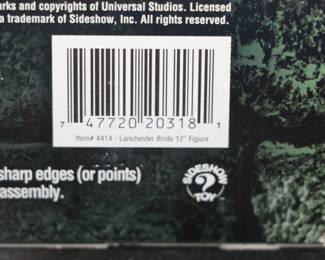 rks and copyrights of Universal Studios. Licensed
a trademark of Sideshow, Inc. All rights reserved.
7 47720 20318 1
Item# 4414 - Lanchester Bride 12" Figure
sharp edges (or points)
assembly.
SIDESHOW
?
TOY